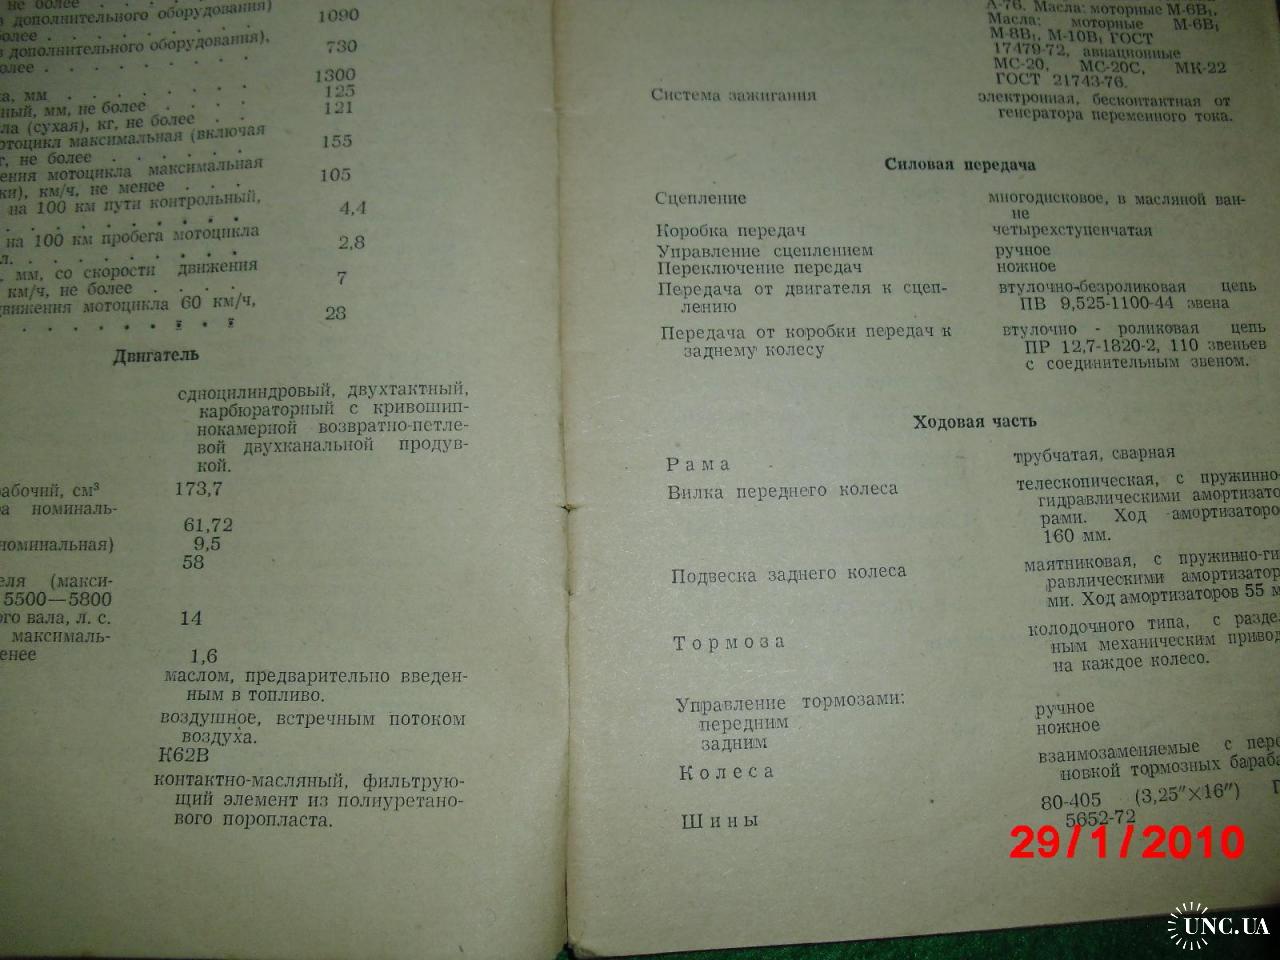 не более . . . . . . .
в дополнительного оборудования) 1090
более . . . . . . . .
в дополнительного оборудования), 730
олее . . . . . . . .
1300
ка, мм . . . . . . . . 125
ный, мм, не более . . . . 121
ла (сухая), кг, не более . .
отоцикл максимальная (включая
г, не более . . . . . . 155
ения мотоцикла максимальная
ки), км/ч, не менее . . . . 105
на 100 км пути контрольный,
. . . . . . . . . . 4,4
на 100 км пробега мотоцикла
л. . . . . . . . . . 2,8
мм, со скорости движения
км/ч, не более . . . . . 7
движения мотоцикла 60 км/ч,
. . . . . . . . 28
Двигатель
сдноцилиндровый, двухтактный,
карбюраторный с кривошип-
нокамерной возвратно-петле-
вой двухканальной продув-
кой.
абочий, см³ 173,7
а номиналь-
61,72
номинальная) 9,5
58
еля (макси-
5500—5800
ого вала, л. с. 14
максималь-
енее 1,6
маслом, предварительно введен-
ным в топливо.
воздушное, встречным потоком
воздуха.
К62В
контактно-масляный, фильтрую-
щий элемент из полиуретано-
вого поропласта.
А-76. Масла: моторные М-6В₁,
Масла: моторные М-6В₁
М-8В₁, М-10В₁ ГОСТ
17479-72, авиационные
МС-20, МС-20С, МК-22
ГОСТ 21743-76.
Система зажигания электронная, бесконтактная от
генератора переменного тока.
Силовая передача
Сцепление многодисковое, в масляной ван-
не
Коробка передач четырехступенчатая
Управление сцеплением ручное
Переключение передач ножное
Передача от двигателя к сцеп- втулочно-безроликовая цепь
лению ПВ 9,525-1100-44 звена
Передача от коробки передач к втулочно - роликовая цепь
заднему колесу ПР 12,7-1820-2, 110 звеньев
с соединительным звеном.
Ходовая часть
Рама трубчатая, сварная
Вилка переднего колеса телескопическая, с пружинно-
гидравлическими амортизато
рами. Ход амортизаторо
160 мм.
Подвеска заднего колеса маятниковая, с пружинно-ги
равлическими амортизатор
ми. Ход амортизаторов 55 м
Тормоза колодочного типа, с разде
ным механическим привод
на каждое колесо.
Управление тормозами:
передним ручное
задним ножное
Колеса взаимозаменяемые с пере
новкой тормозных бараба
Шины 80-405 (3,25″×16″) Г
5652-72
29/1/2010
UNC.UA